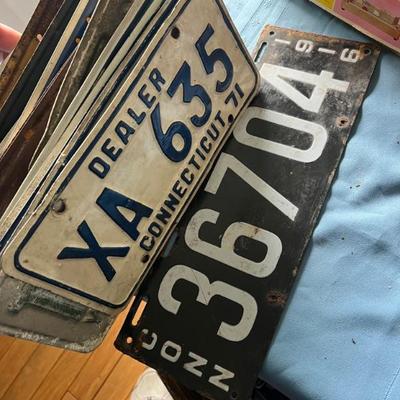 DEALER
XA 635
CONNECTICUT. 71
1916
36704
CONN